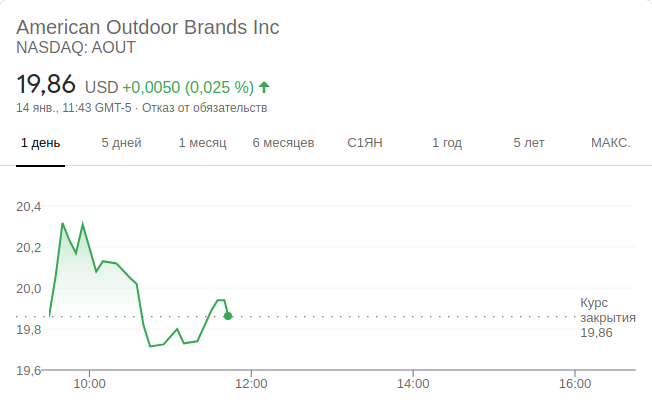 American Outdoor Brands Inc
NASDAQ: AOUT
19,86 USD +0,0050 (0,025 %)
14 янв., 11:43 GMT-5 · Отказ от обязательств
1 день 5 дней 1 месяц 6 месяцев С1ЯН 1 год 5 лет МАКС.
20,4
20,2
20,0
19,8
19,6
Курс
закрытия
19,86
10:00 12:00 14:00 16:00